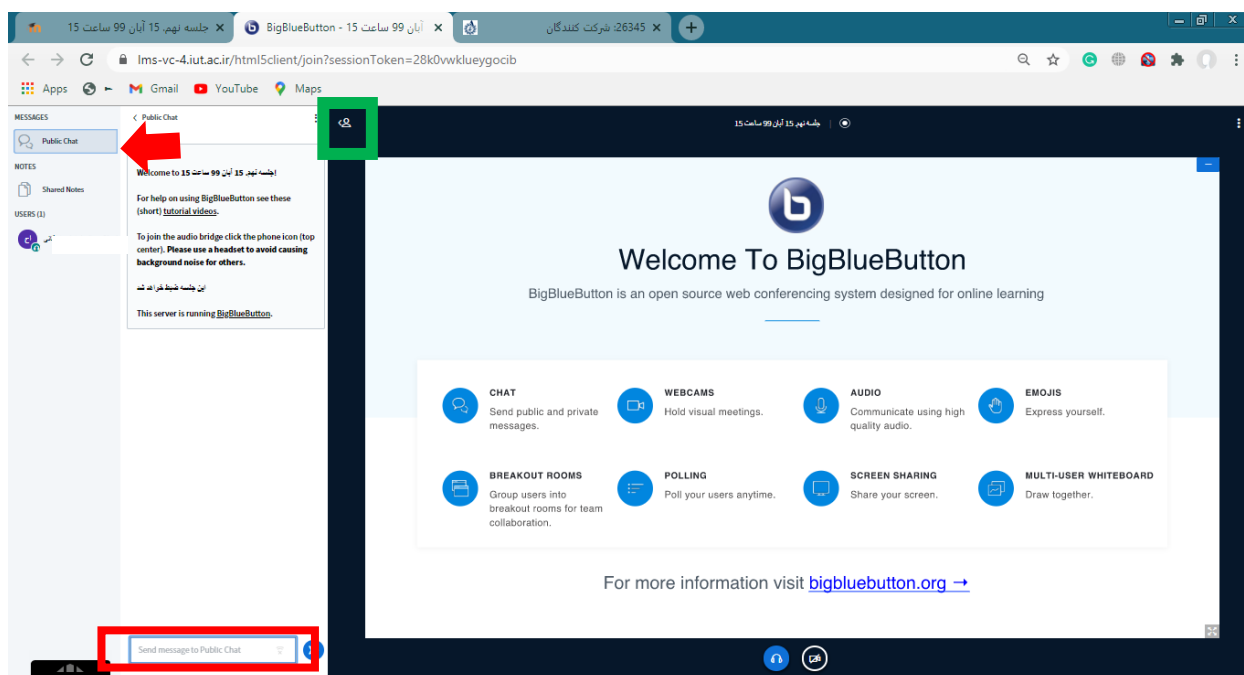 جلسه نهم، 15 آبان 99 ساعت 15
BigBlueButton - 15 آبان 99 ساعت
26345: شرکت کنندگان
lms-vc-4.iut.ac.ir/html5client/join?sessionToken=28k0vwklueygocib
Apps
Gmail
YouTube
Maps
MESSAGES
Public Chat
NOTES
Shared Notes
USERS (1)
اح
Public Chat
Welcome to جلسه نهم، 15 آبان 99 ساعت 15!
For help on using BigBlueButton see these
(short) tutorial videos.
To join the audio bridge click the phone icon (top
center). Please use a headset to avoid causing
background noise for others.
این جلسه ضبط خواهد شد
This server is running BigBlueButton.
Send message to Public Chat
جلسه نهم، 15 آبان 99 ساعت 15
b
Welcome To BigBlueButton
BigBlueButton is an open source web conferencing system designed for online learning
CHAT
Send public and private
messages.
WEBCAMS
Hold visual meetings.
AUDIO
Communicate using high
quality audio.
EMOJIS
Express yourself.
BREAKOUT ROOMS
Group users into
breakout rooms for team
collaboration.
POLLING
Poll your users anytime.
SCREEN SHARING
Share your screen.
MULTI-USER WHITEBOARD
Draw together.
For more information visit bigbluebutton.org →